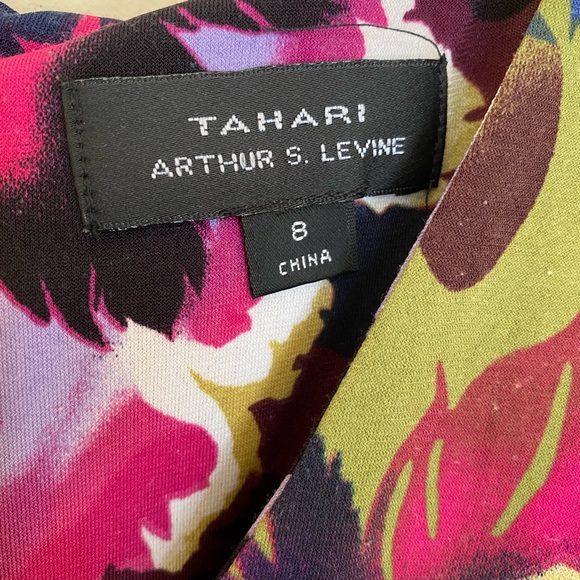 TAHARI
ARTHUR S. LEVINE
8
CHINA